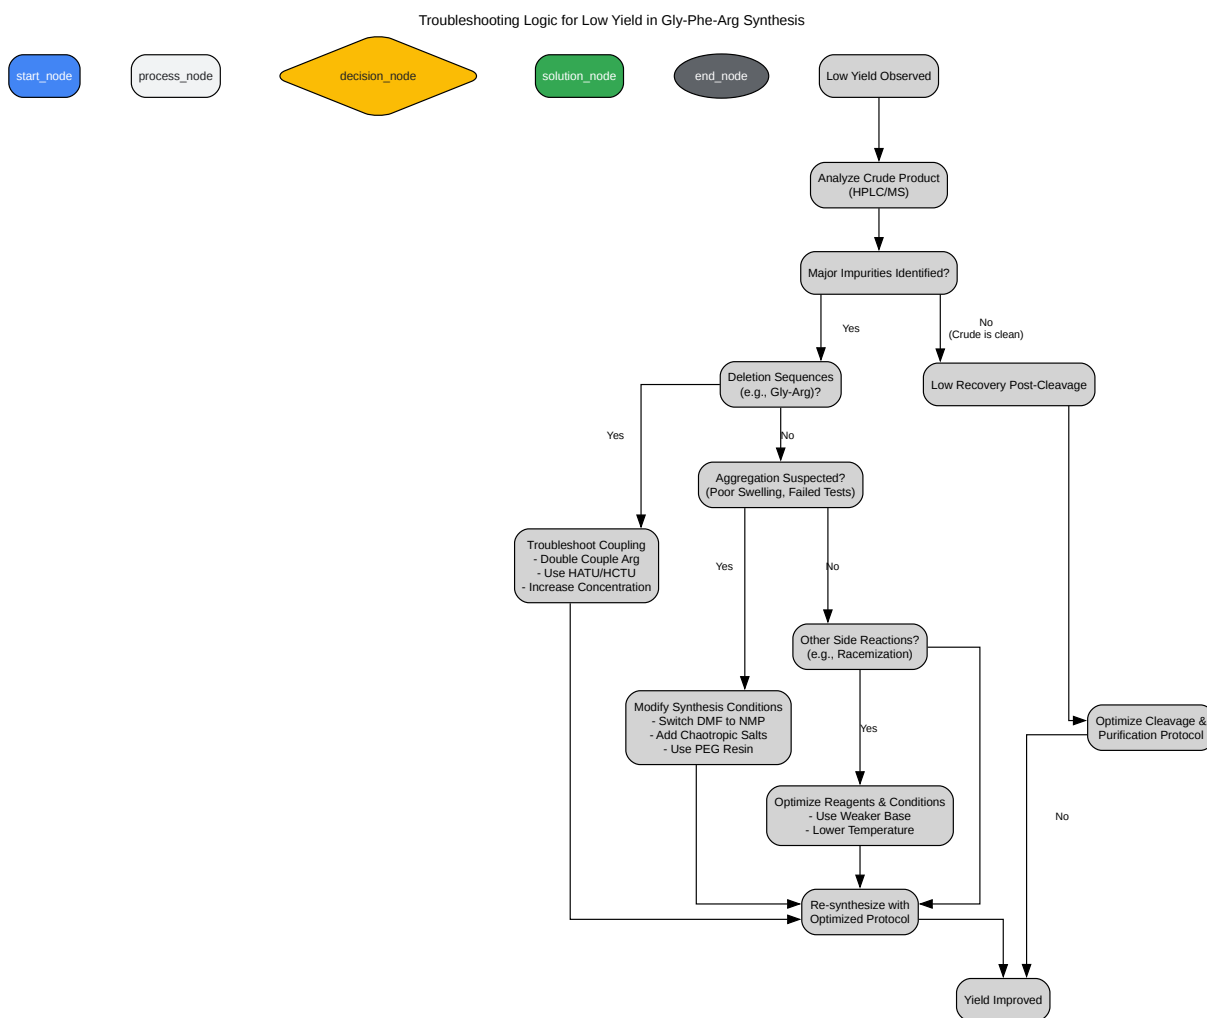 Troubleshooting Logic for Low Yield in Gly-Phe-Arg Synthesis
start_node
process_node
decision_node
solution_node
end_node
Low Yield Observed
Analyze Crude Product
(HPLC/MS)
Major Impurities Identified?
Yes
No
(Crude is clean)
Deletion Sequences
(e.g., Gly-Arg)?
Low Recovery Post-Cleavage
Yes
No
Aggregation Suspected?
(Poor Swelling, Failed Tests)
Troubleshoot Coupling
- Double Couple Arg
- Use HATU/HCTU
- Increase Concentration
Yes
No
Other Side Reactions?
(e.g., Racemization)
Modify Synthesis Conditions
- Switch DMF to NMP
- Add Chaotropic Salts
- Use PEG Resin
Yes
Optimize Cleavage &
Purification Protocol
Optimize Reagents & Conditions
- Use Weaker Base
- Lower Temperature
No
Re-synthesize with
Optimized Protocol
Yield Improved